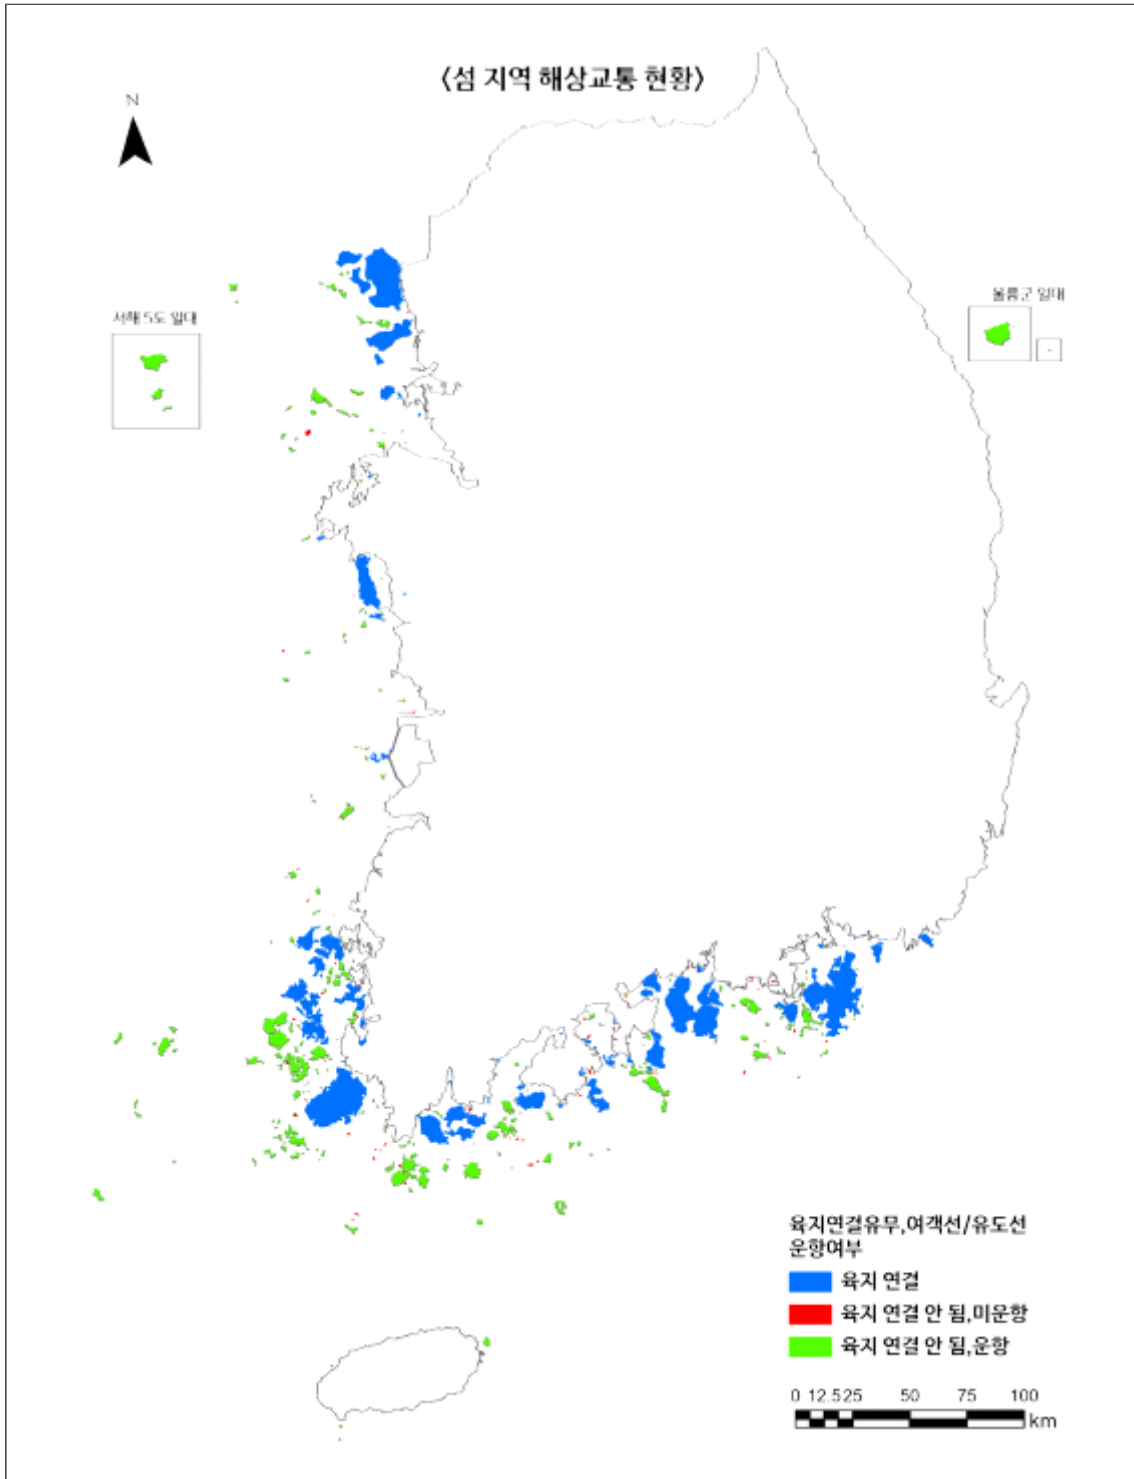 〈섬 지역 해상교통 현황〉
N
서해 5도 일대
울릉군 일대
육지연결유무,여객선/유도선
운항여부
육지 연결
육지 연결 안 됨,미운항
육지 연결 안 됨,운항
0 12.525 50 75 100
km